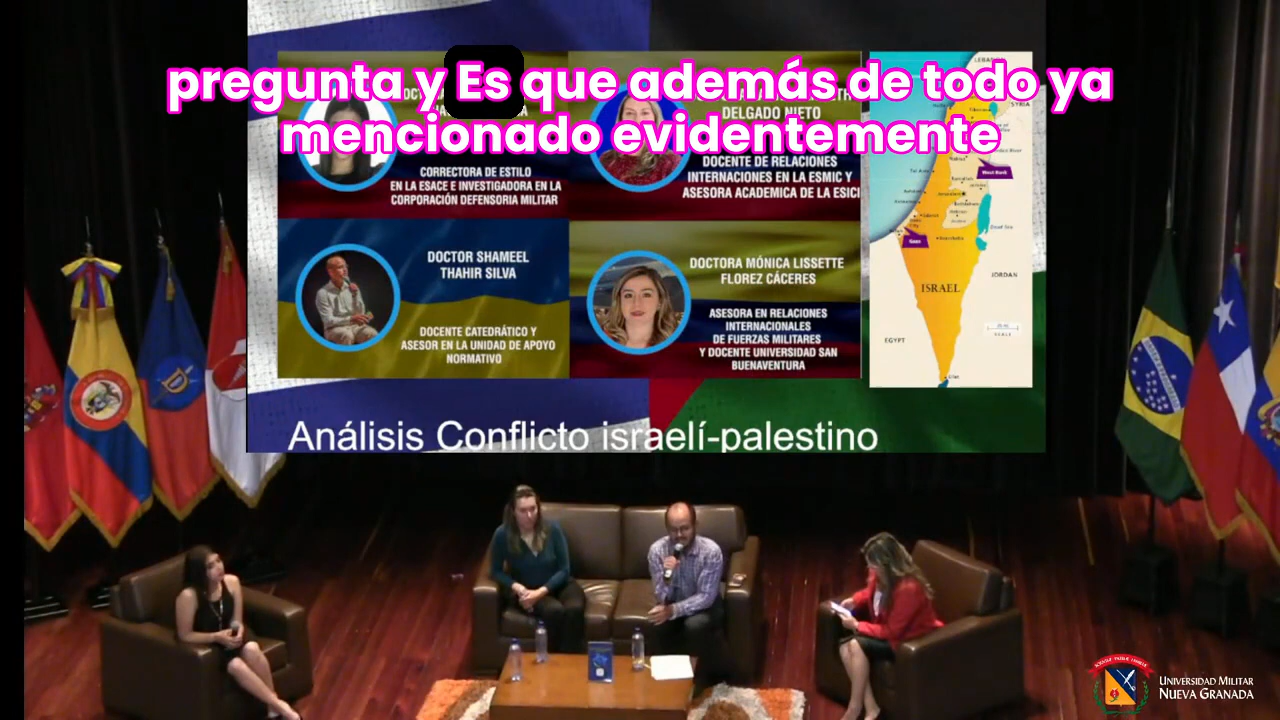 pregunta y Es que además de todo ya
mencionado evidentemente
DELGADO NIETO
CORRECTORA DE ESTILO
EN LA ESACE E INVESTIGADORA EN LA
CORPORACIÓN DEFENSORIA MILITAR
DOCENTE DE RELACIONES
INTERNACIONALES EN LA ESMIC Y
ASESORA ACADEMICA DE LA ESICI
DOCTOR SHAMEEL
THAHIR SILVA
DOCENTE CATEDRÁTICO Y
ASESOR EN LA UNIDAD DE APOYO
NORMATIVO
DOCTORA MÓNICA LISSETTE
FLOREZ CÁCERES
ASESORA EN RELACIONES
INTERNACIONALES
DE FUERZAS MILITARES
Y DOCENTE UNIVERSIDAD SAN
BUENAVENTURA
SYRIA
West Bank
Gaza
Dead Sea
JORDAN
ISRAEL
EGYPT
Análisis Conflicto israelí-palestino
UNIVERSIDAD MILITAR
NUEVA GRANADA